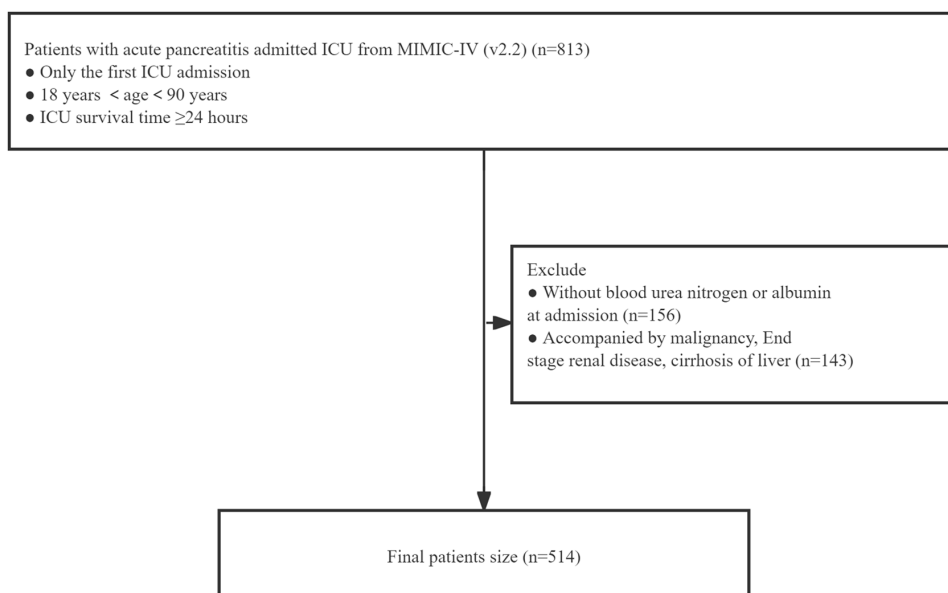 Patients with acute pancreatitis admitted ICU from MIMIC-IV (v2.2) (n=813)
● Only the first ICU admission
● 18 years < age < 90 years
● ICU survival time ≥24 hours
Exclude
● Without blood urea nitrogen or albumin
at admission (n=156)
● Accompanied by malignancy, End
stage renal disease, cirrhosis of liver (n=143)
Final patients size (n=514)